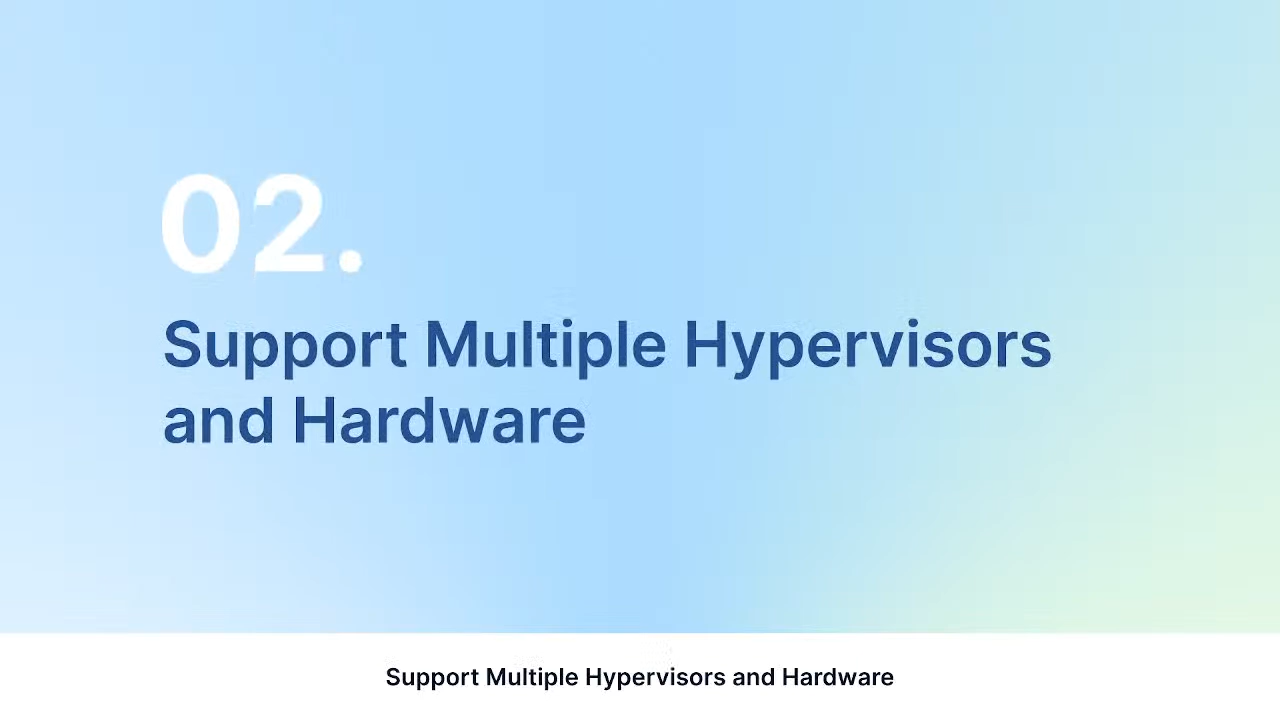 02.
Support Multiple Hypervisors
and Hardware
Support Multiple Hypervisors and Hardware